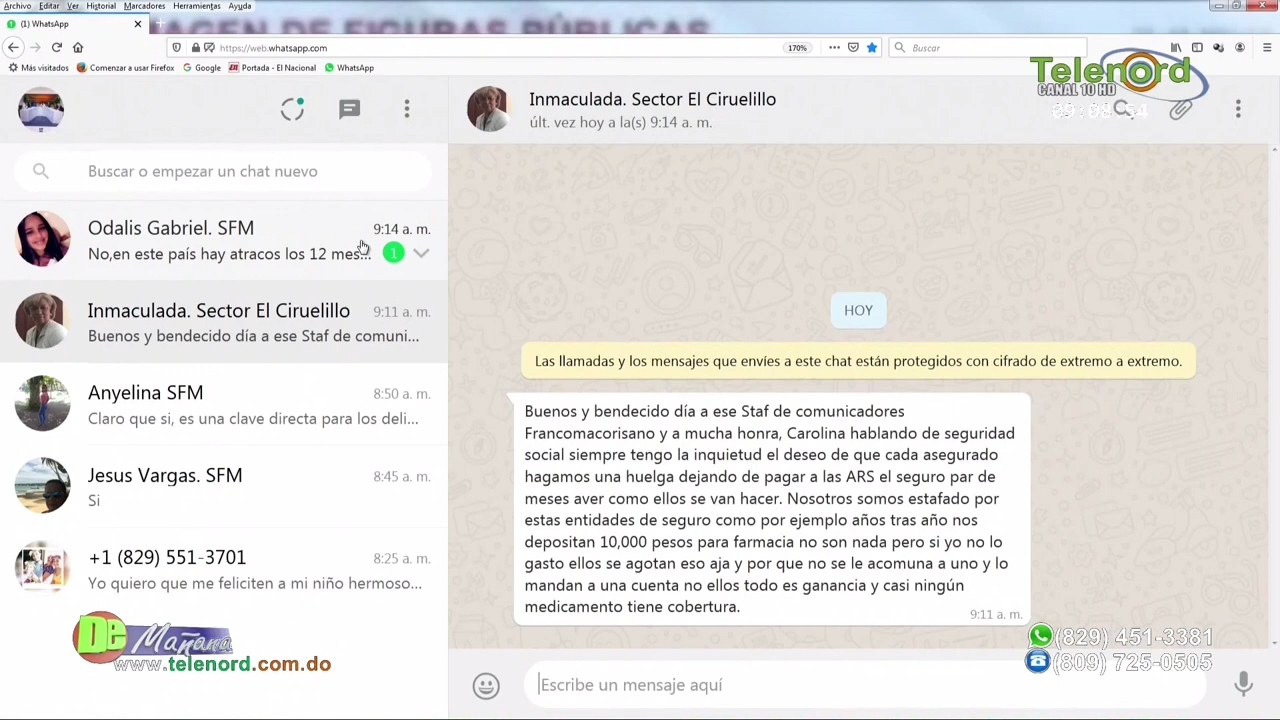 Archivo Editar Ver Historial Marcadores Herramientas Ayuda
(1) WhatsApp
AGEN DE FIGURAS PUBLICAS
https://web.whatsapp.com
170%
Buscar
Más visitados Comenzar a usar Firefox Google Portada - El Nacional WhatsApp
Telenord
CANAL 10 HD
Inmaculada. Sector El Ciruelillo
últ. vez hoy a la(s) 9:14 a. m.
Buscar o empezar un chat nuevo
Odalis Gabriel. SFM
9:14 a. m.
No,en este país hay atracos los 12 mes...
1
Inmaculada. Sector El Ciruelillo
9:11 a. m.
Buenos y bendecido día a ese Staf de comuni...
Anyelina SFM
8:50 a. m.
Claro que si, es una clave directa para los deli...
Jesus Vargas. SFM
8:45 a. m.
Si
+1 (829) 551-3701
8:25 a. m.
Yo quiero que me feliciten a mi niño hermoso...
HOY
Las llamadas y los mensajes que envíes a este chat están protegidos con cifrado de extremo a extremo.
Buenos y bendecido día a ese Staf de comunicadores
Francomacorisano y a mucha honra, Carolina hablando de seguridad
social siempre tengo la inquietud el deseo de que cada asegurado
hagamos una huelga dejando de pagar a las ARS el seguro par de
meses aver como ellos se van hacer. Nosotros somos estafado por
estas entidades de seguro como por ejemplo años tras año nos
depositan 10,000 pesos para farmacia no son nada pero si yo no lo
gasto ellos se agotan eso aja y por que no se le acomuna a uno y lo
mandan a una cuenta no ellos todo es ganancia y casi ningún
medicamento tiene cobertura.
9:11 a. m.
De Mañana
www.telenord.com.do
(829) 451-3381
(809) 725-0505
Escribe un mensaje aquí